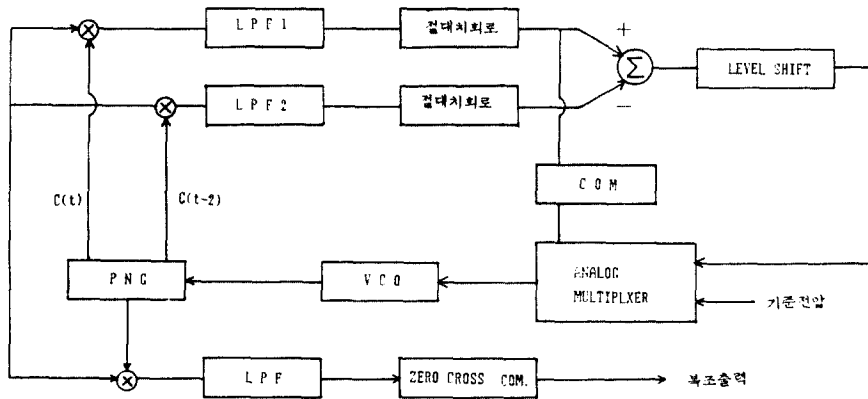 L P F 1
절대치회로
+
Σ
LEVEL SHIFT
L P F 2
절대치회로
−
C O M
C(t)
C(t-2)
P N G
V C O
ANALOG
MULTIPLXER
기준전압
L P F
ZERO CROSS COM.
복조출력